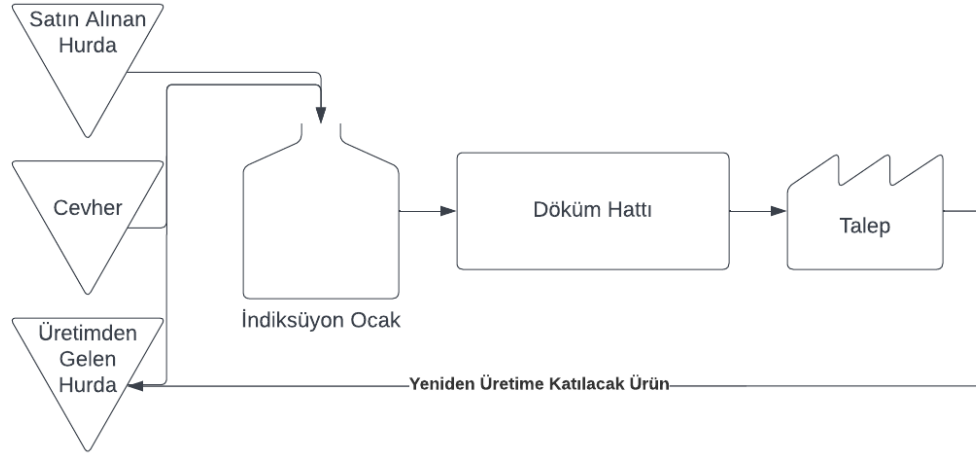 Satın Alınan
Hurda
Cevher
Üretimden
Gelen
Hurda
İndiksüyon Ocak
Döküm Hattı
Talep
Yeniden Üretime Katılacak Ürün